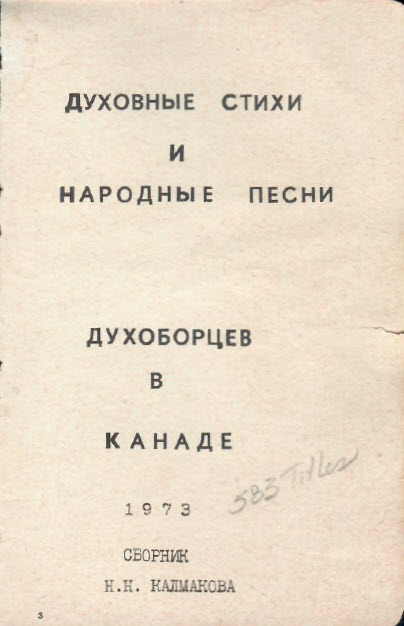 ДУХОВНЫЕ СТИХИ
И
НАРОДНЫЕ ПЕСНИ
ДУХОБОРЦЕВ
В
КАНАДЕ
583 Titles
1973
СБОРНИК
Н.Н. КАЛМАКОВА
3